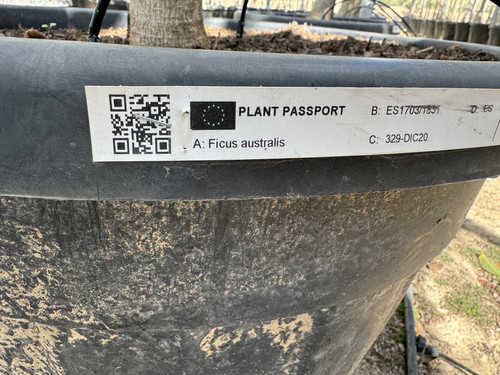 PLANT PASSPORT B: ES1703/1831 D: ES
A: Ficus australis C: 329-DIC20